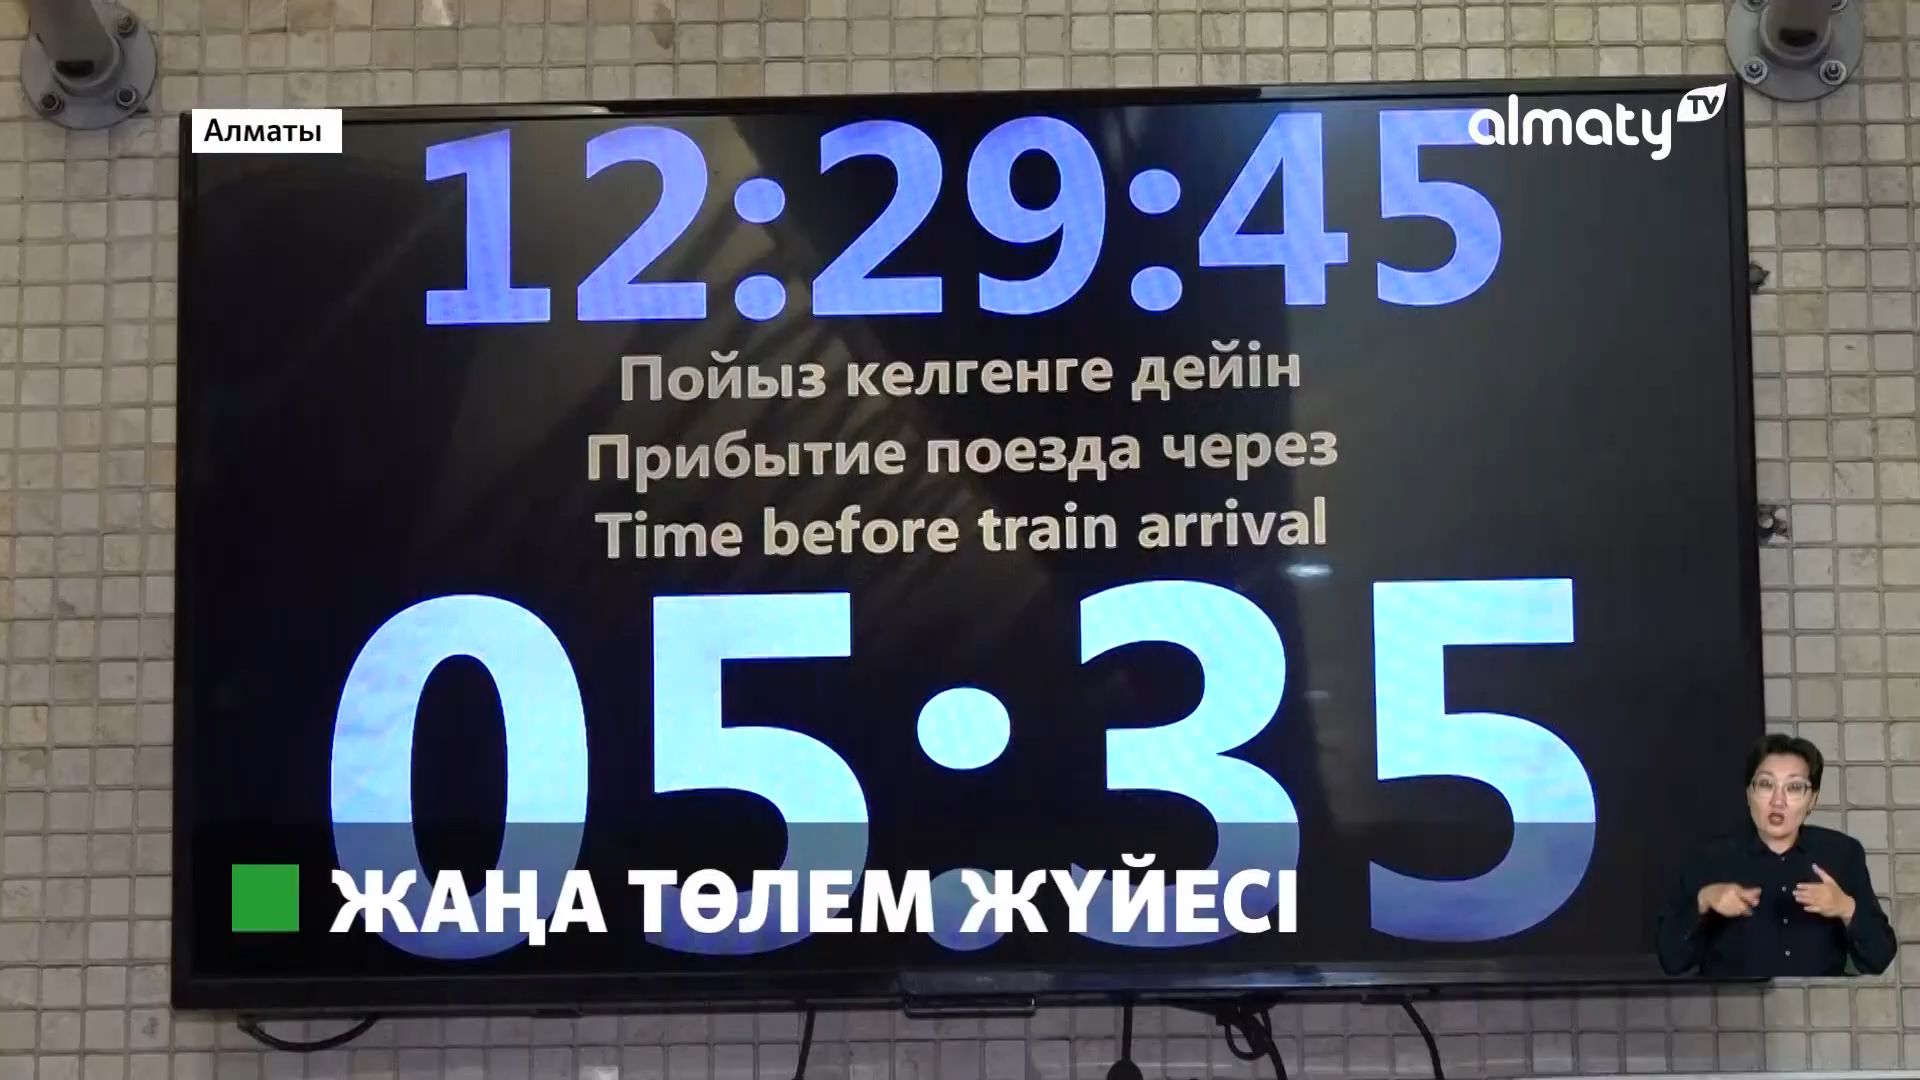 Алматы
almaty TV
12:29:45
Пойыз келгенге дейін
Прибытие поезда через
Time before train arrival
05:35
ЖАҢА ТӨЛЕМ ЖҮЙЕСІ